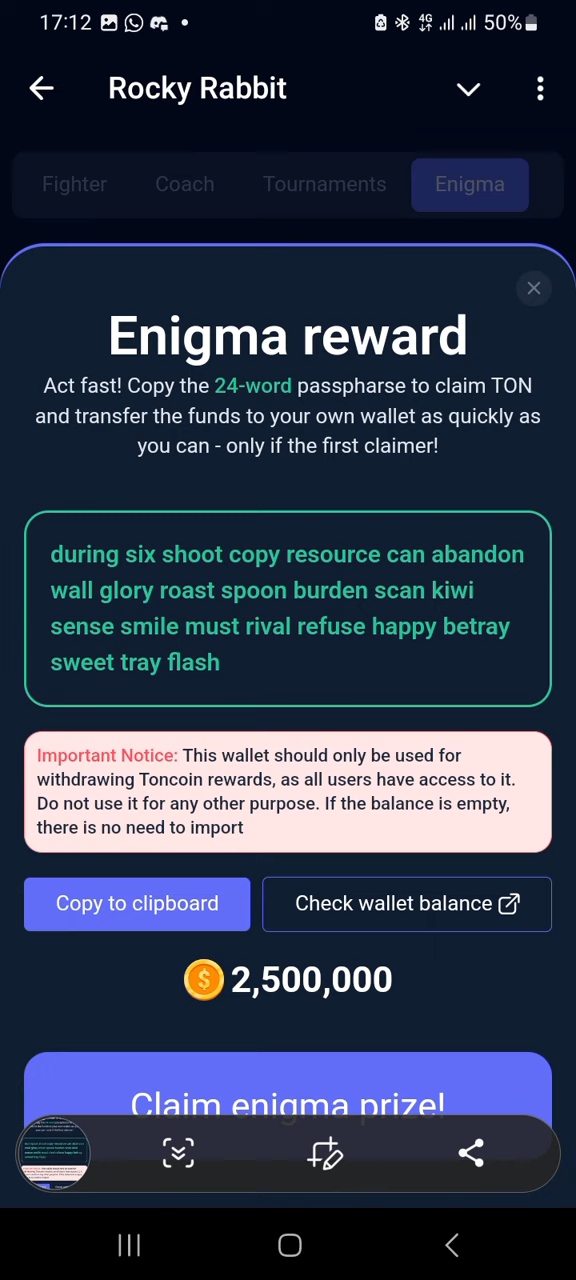 17:12 4G 50%
Rocky Rabbit
Fighter Coach Tournaments Enigma
Enigma reward
Act fast! Copy the 24-word passpharse to claim TON
and transfer the funds to your own wallet as quickly as
you can - only if the first claimer!
during six shoot copy resource can abandon
wall glory roast spoon burden scan kiwi
sense smile must rival refuse happy betray
sweet tray flash
Important Notice: This wallet should only be used for
withdrawing Toncoin rewards, as all users have access to it.
Do not use it for any other purpose. If the balance is empty,
there is no need to import
Copy to clipboard Check wallet balance
2,500,000
Claim enigma prize!